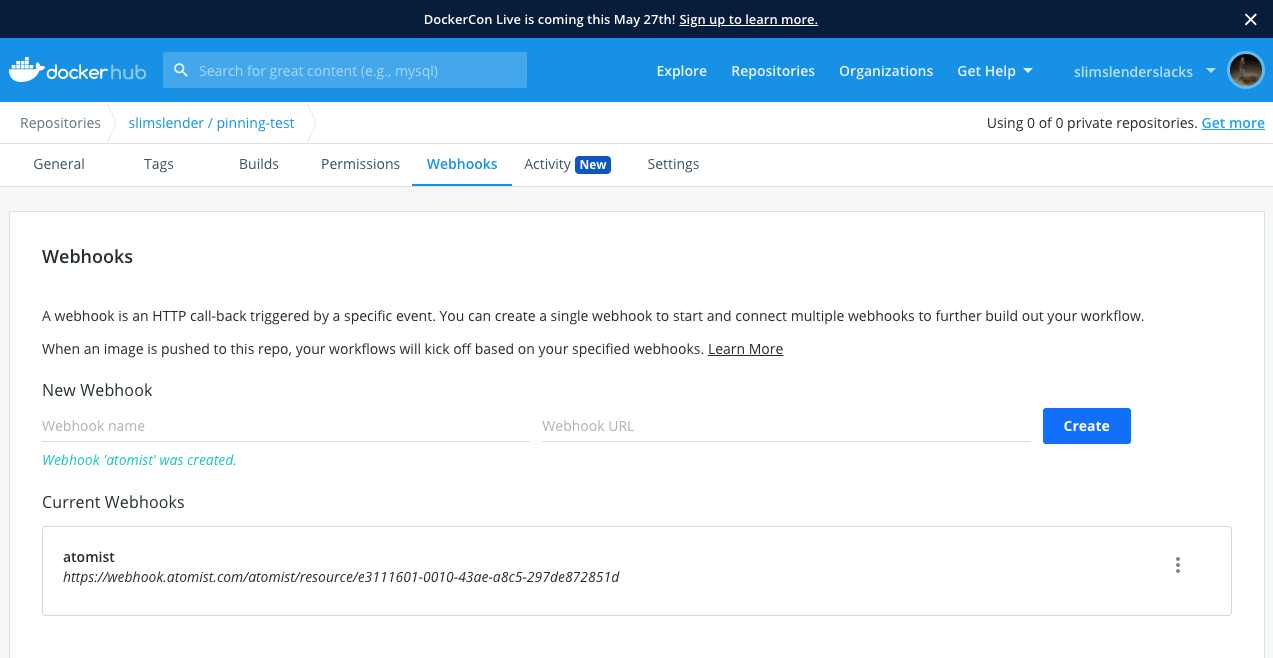 DockerCon Live is coming this May 27th! Sign up to learn more.
dockerhub
Search for great content (e.g., mysql)
Explore
Repositories
Organizations
Get Help
slimslenderslacks
Repositories
slimslender / pinning-test
Using 0 of 0 private repositories. Get more
General
Tags
Builds
Permissions
Webhooks
Activity New
Settings
Webhooks
A webhook is an HTTP call-back triggered by a specific event. You can create a single webhook to start and connect multiple webhooks to further build out your workflow.
When an image is pushed to this repo, your workflows will kick off based on your specified webhooks. Learn More
New Webhook
Webhook name
Webhook URL
Create
Webhook 'atomist' was created.
Current Webhooks
atomist
https://webhook.atomist.com/atomist/resource/e3111601-0010-43ae-a8c5-297de872851d